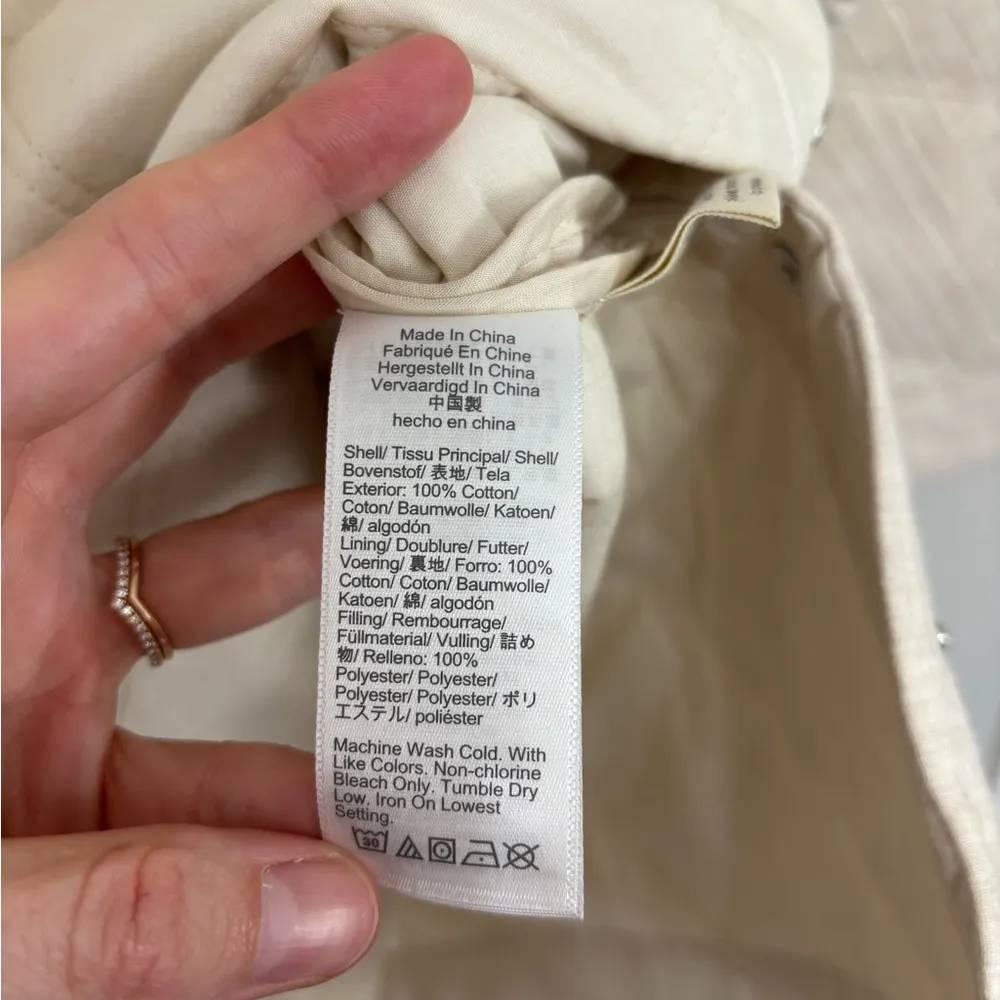 Made In China
Fabriqué En Chine
Hergestellt In China
Vervaardigd In China
中国製
hecho en china
Shell/ Tissu Principal/ Shell/
Bovenstof/ 表地/ Tela
Exterior: 100% Cotton/
Coton/ Baumwolle/ Katoen/
綿/ algodón
Lining/ Doublure/ Futter/
Voering/ 裏地/ Forro: 100%
Cotton/ Coton/ Baumwolle/
Katoen/ 綿/ algodón
Filling/ Rembourrage/
Füllmaterial/ Vulling/ 詰め
物/ Relleno: 100%
Polyester/ Polyester/
Polyester/ Polyester/ ポリ
エステル/ poliéster
Machine Wash Cold. With
Like Colors. Non-chlorine
Bleach Only. Tumble Dry
Low. Iron On Lowest
Setting.
30